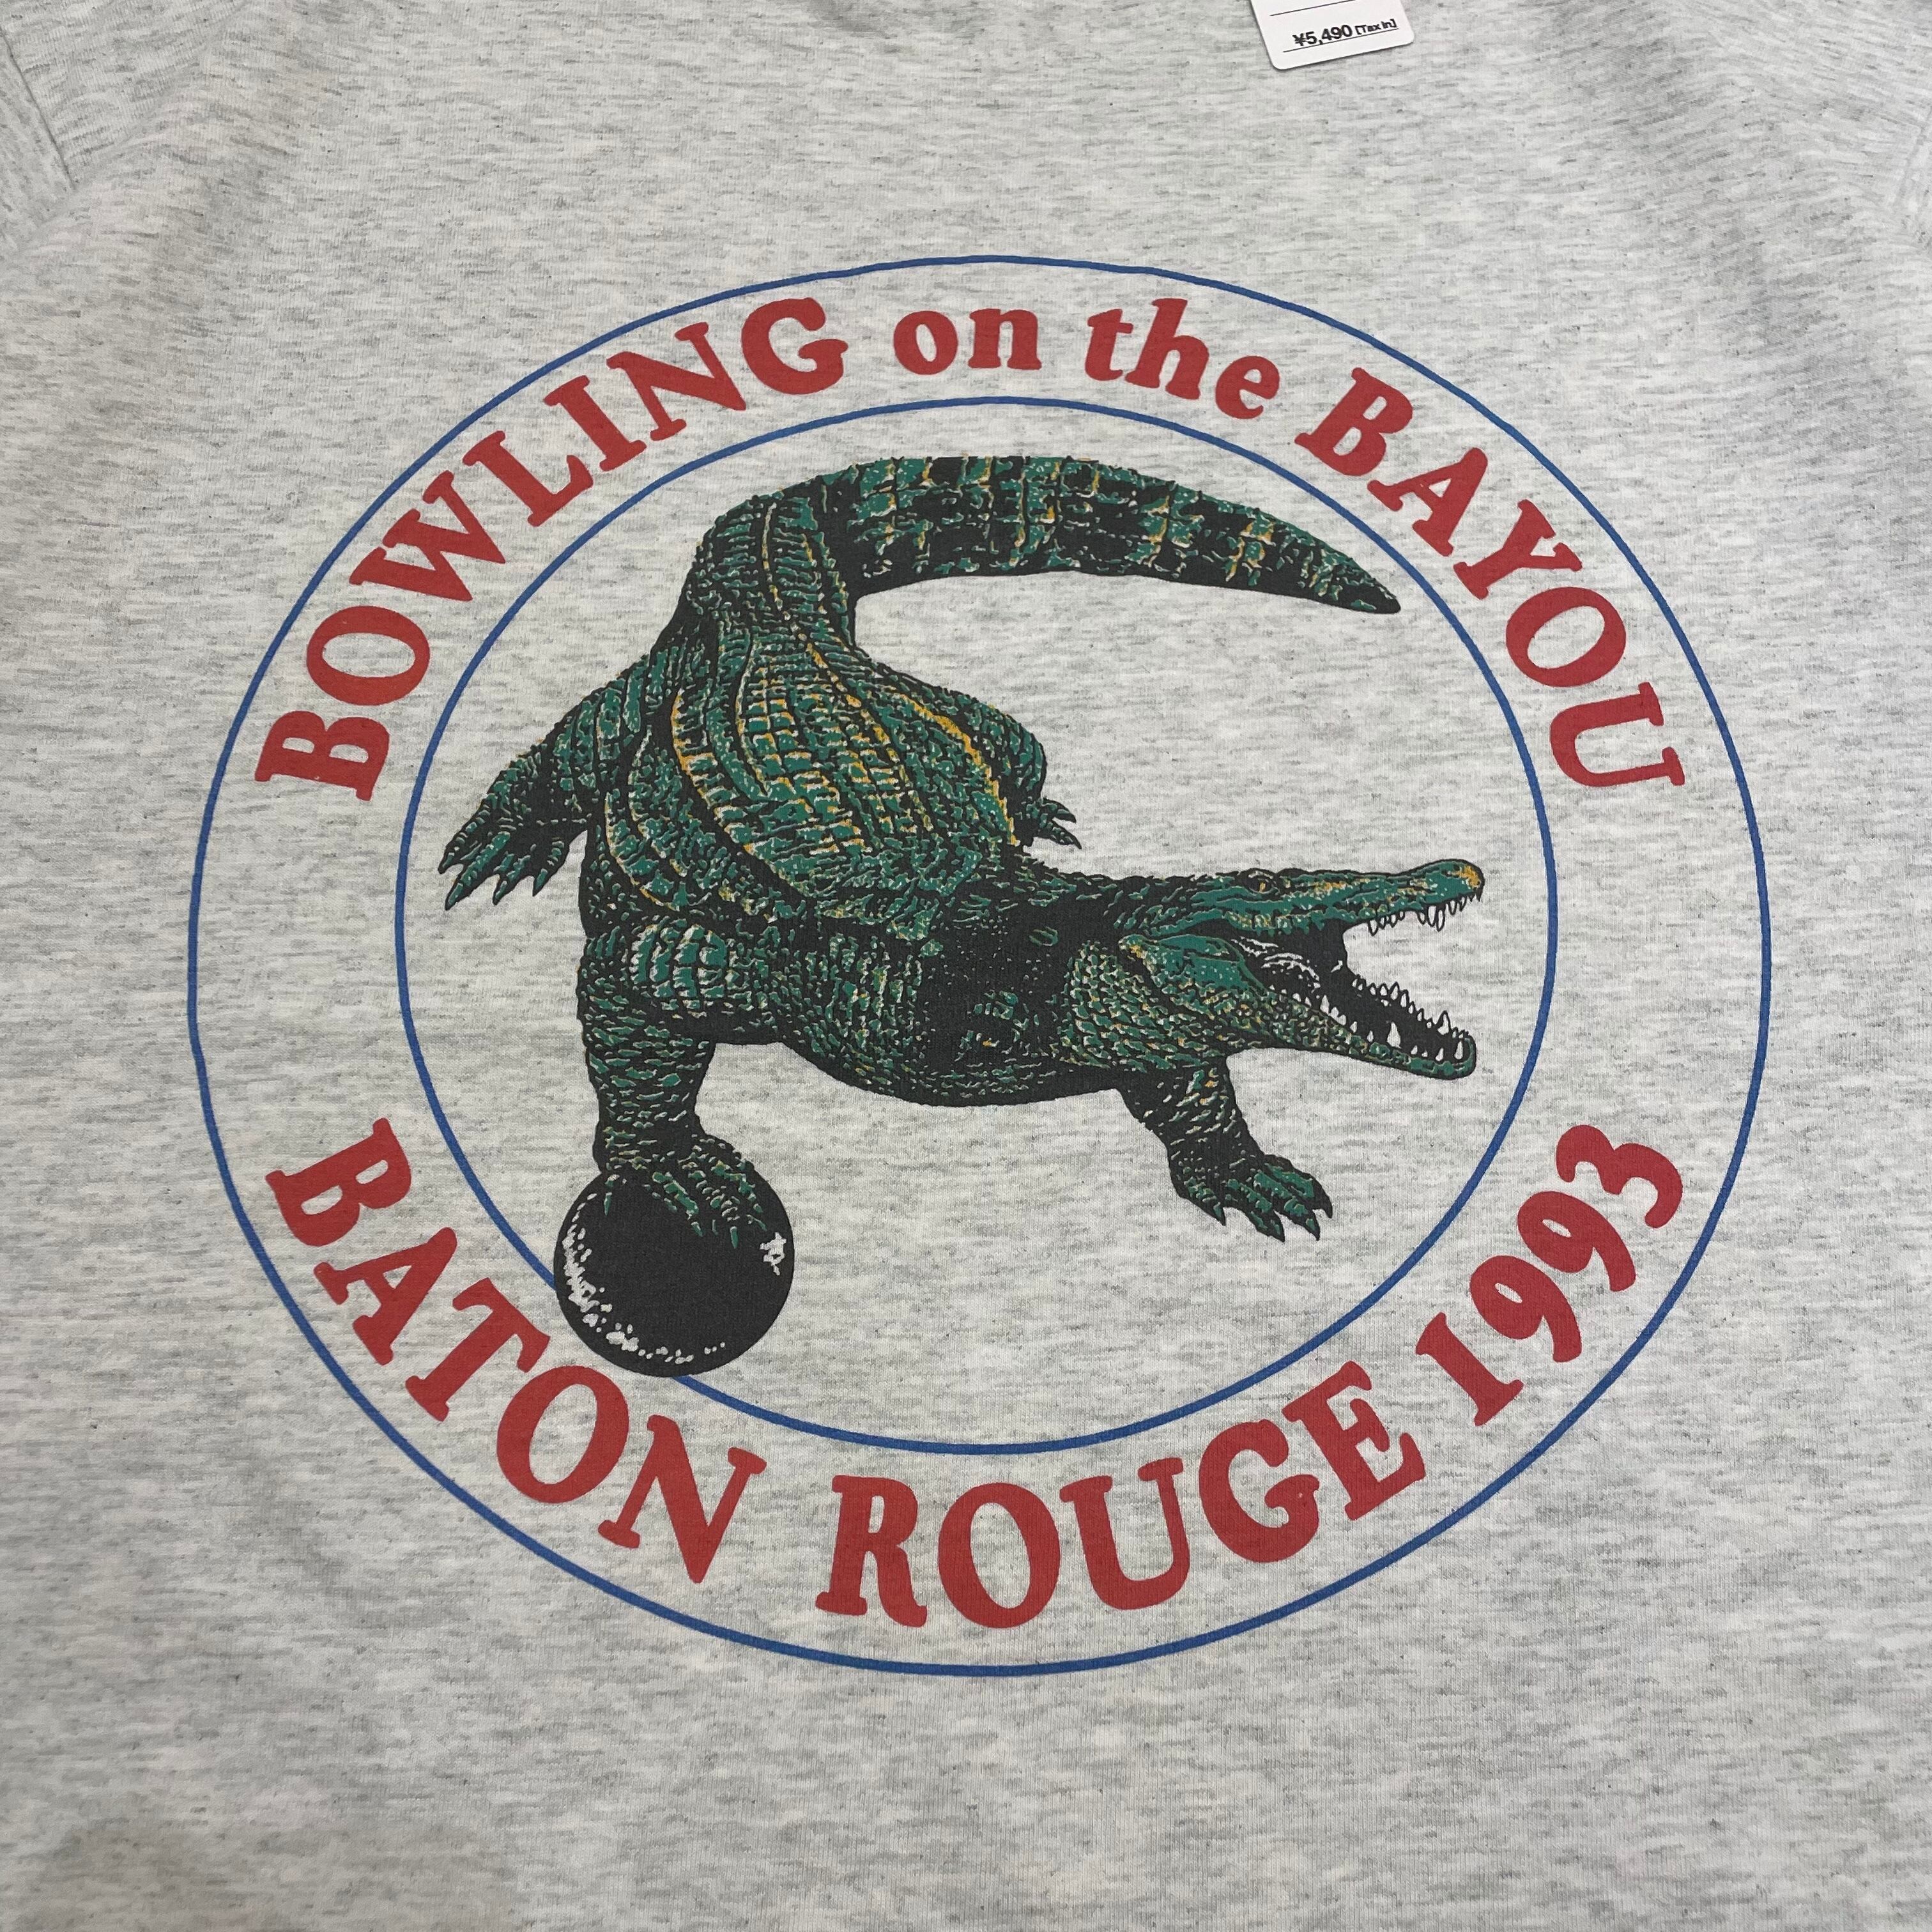 ¥5,490 [Tax in]
BOWLING on the BAYOU
BATON ROUGE 1993